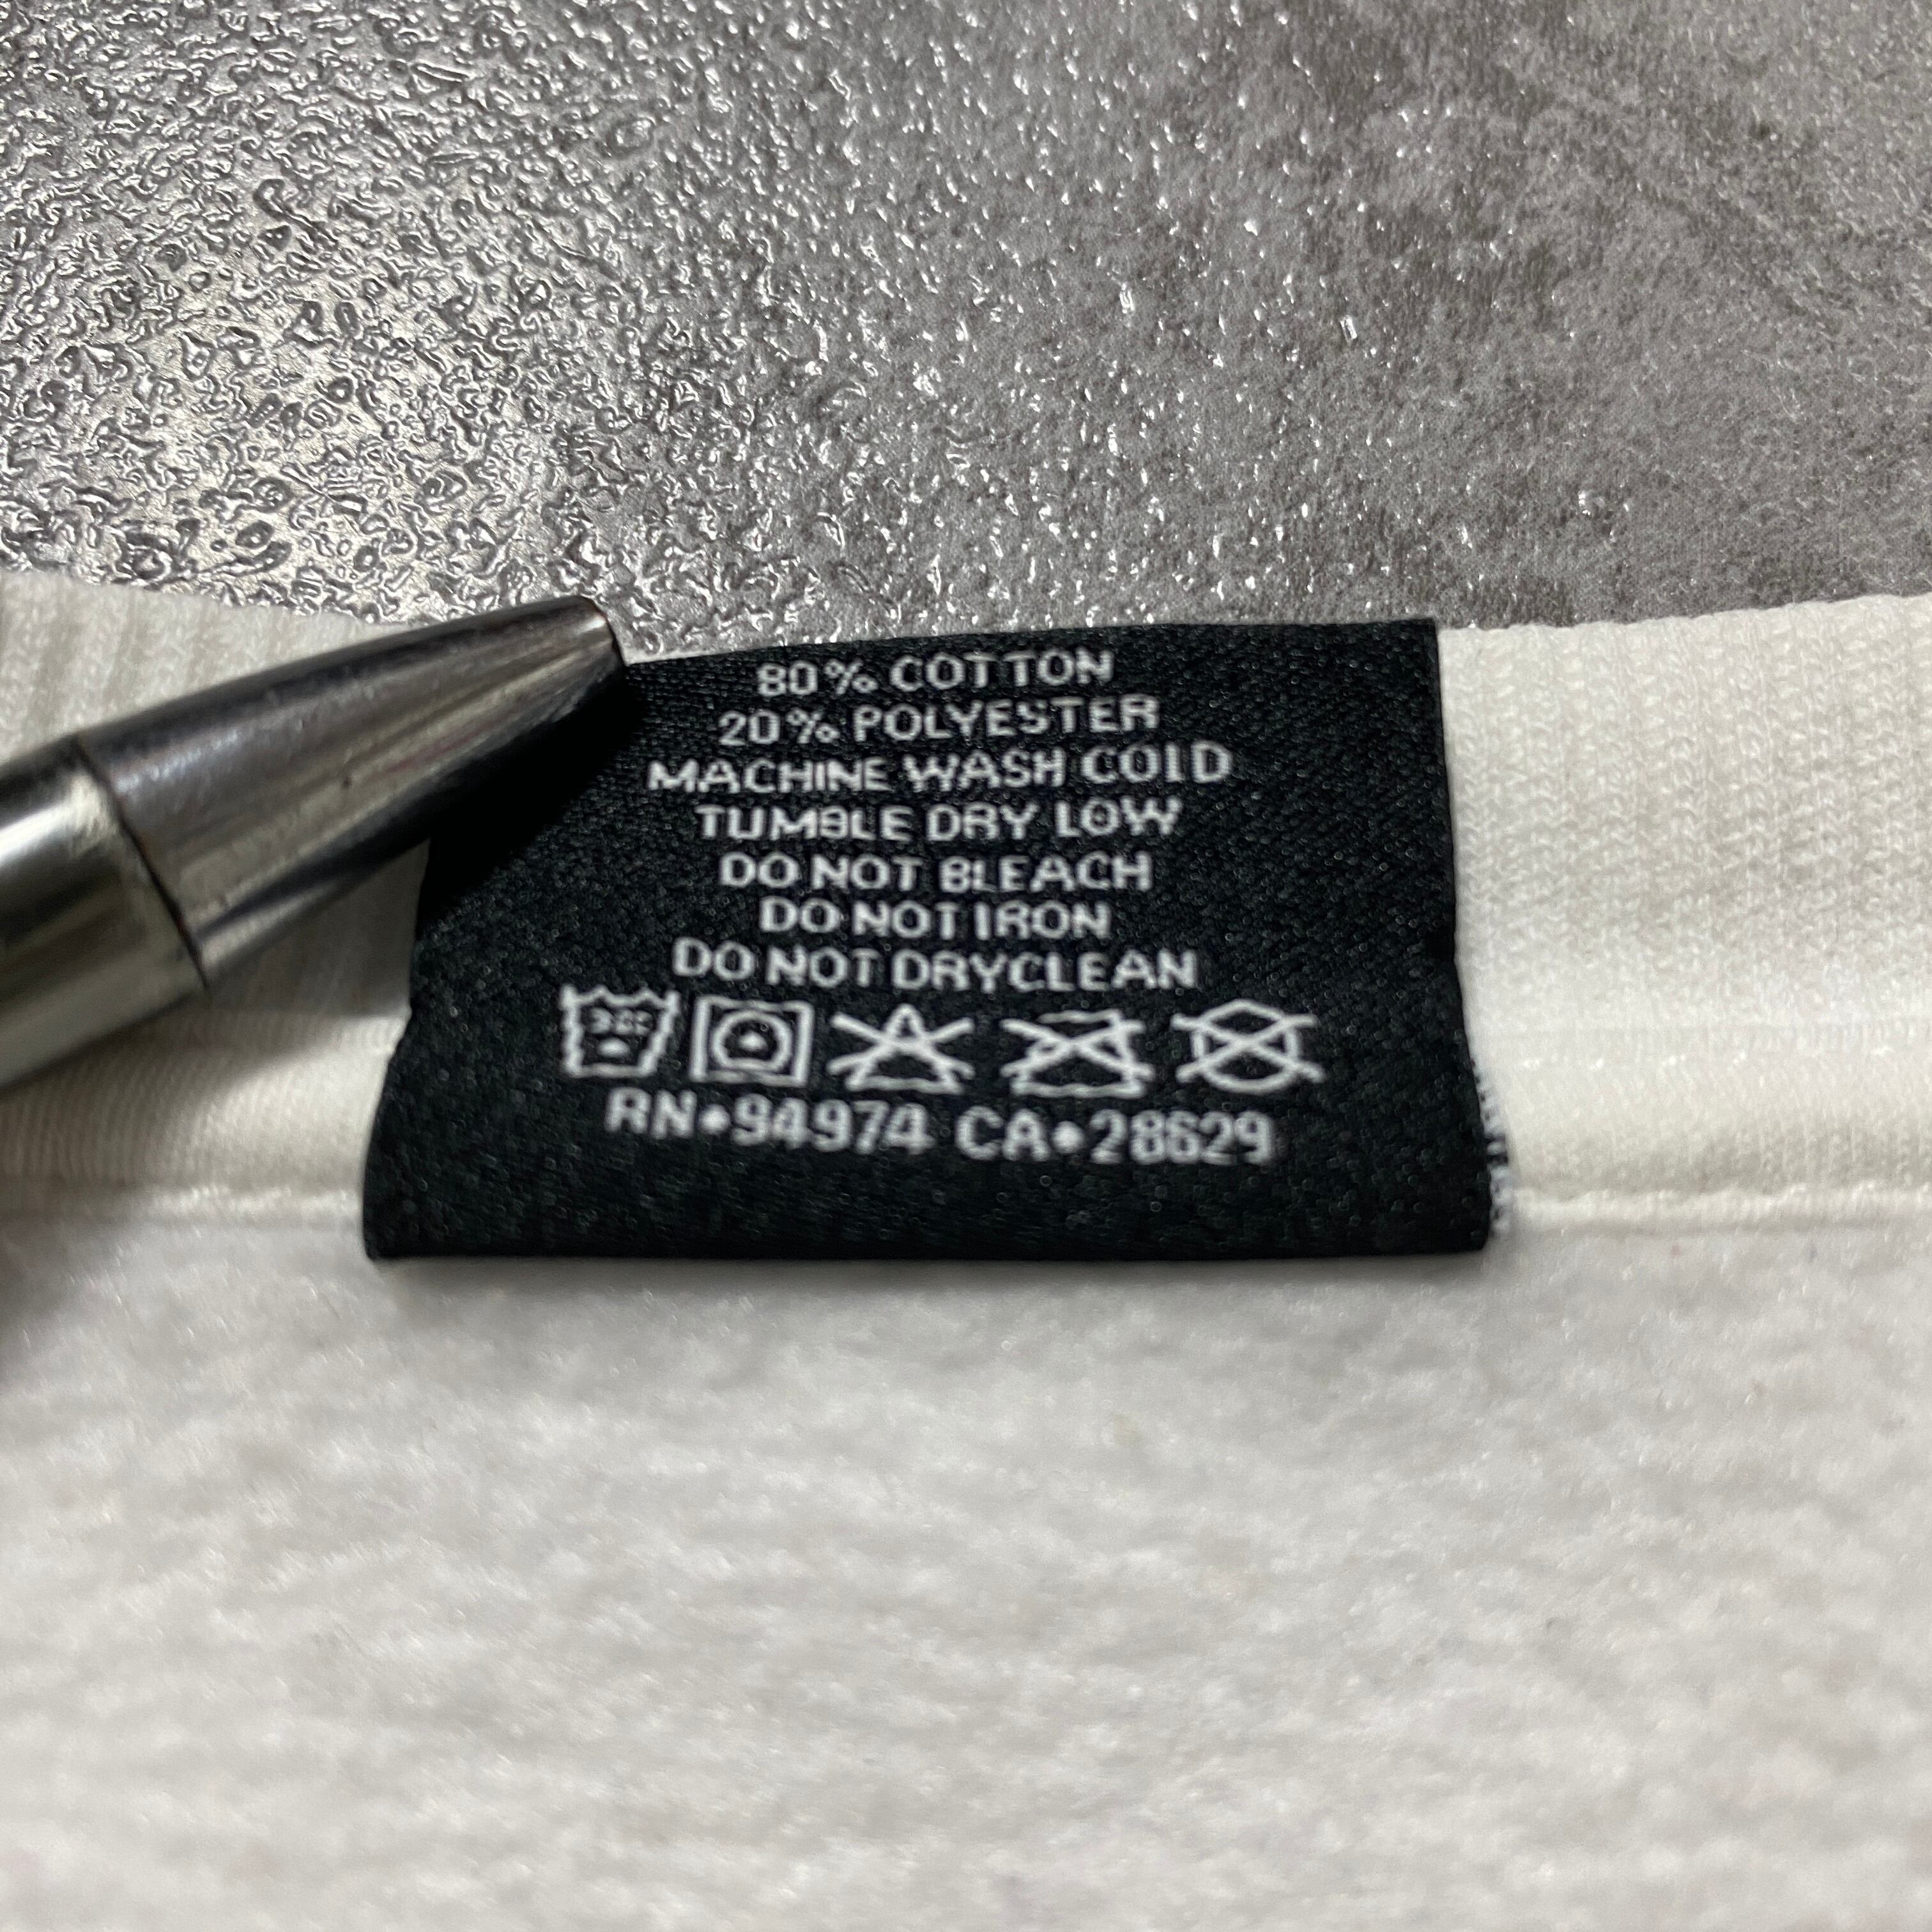 80% COTTON
20% POLYESTER
MACHINE WASH COLD
TUMBLE DRY LOW
DO NOT BLEACH
DO NOT IRON
DO NOT DRYCLEAN
RN•94974 CA•28629